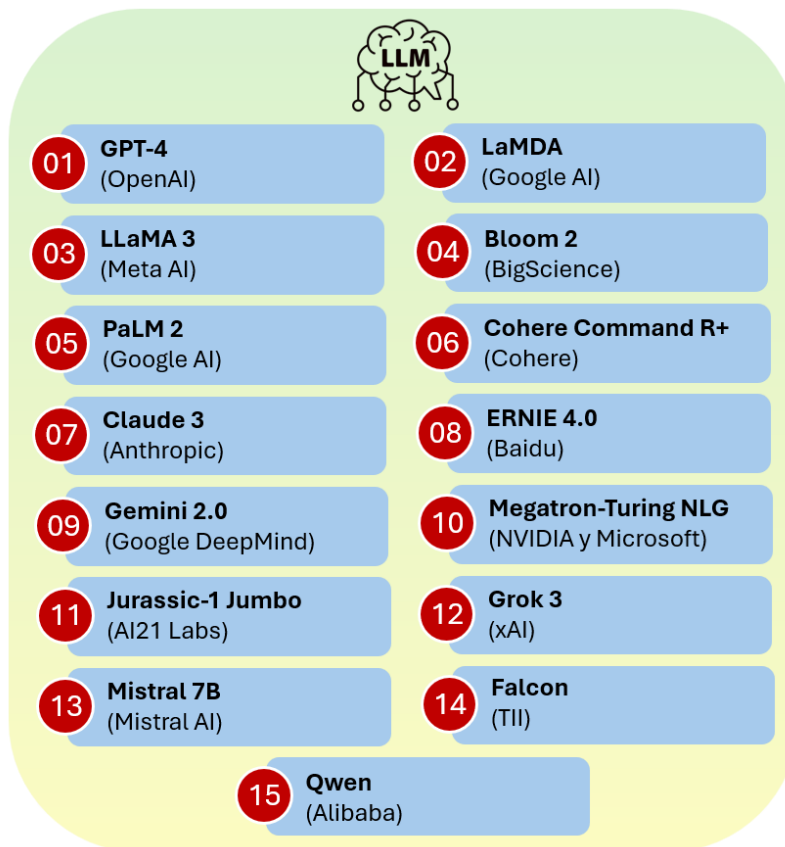 LLM
01
GPT-4
(OpenAI)
02
LaMDA
(Google AI)
03
LLaMA 3
(Meta AI)
04
Bloom 2
(BigScience)
05
PaLM 2
(Google AI)
06
Cohere Command R+
(Cohere)
07
Claude 3
(Anthropic)
08
ERNIE 4.0
(Baidu)
09
Gemini 2.0
(Google DeepMind)
10
Megatron-Turing NLG
(NVIDIA y Microsoft)
11
Jurassic-1 Jumbo
(AI21 Labs)
12
Grok 3
(xAI)
13
Mistral 7B
(Mistral AI)
14
Falcon
(TII)
15
Qwen
(Alibaba)